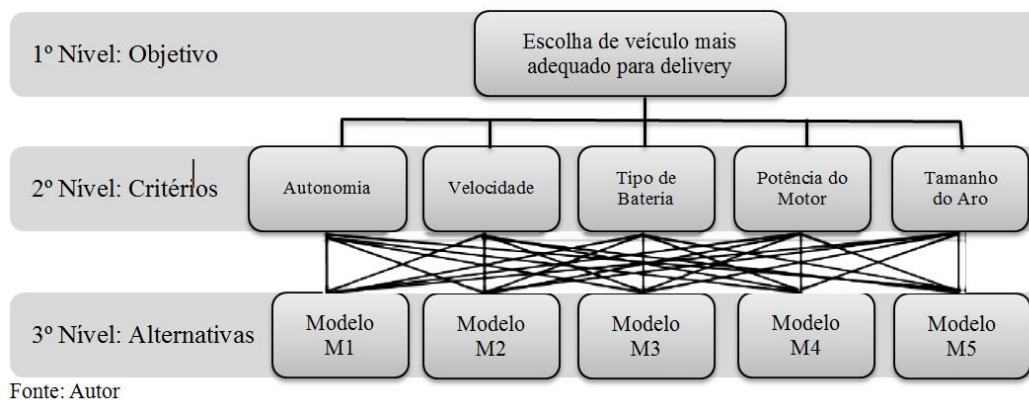 1º Nível: Objetivo
Escolha de veículo mais
adequado para delivery
2º Nível: Critérios
Autonomia
Velocidade
Tipo de
Bateria
Potência do
Motor
Tamanho
do Aro
3º Nível: Alternativas
Modelo
M1
Modelo
M2
Modelo
M3
Modelo
M4
Modelo
M5
Fonte: Autor